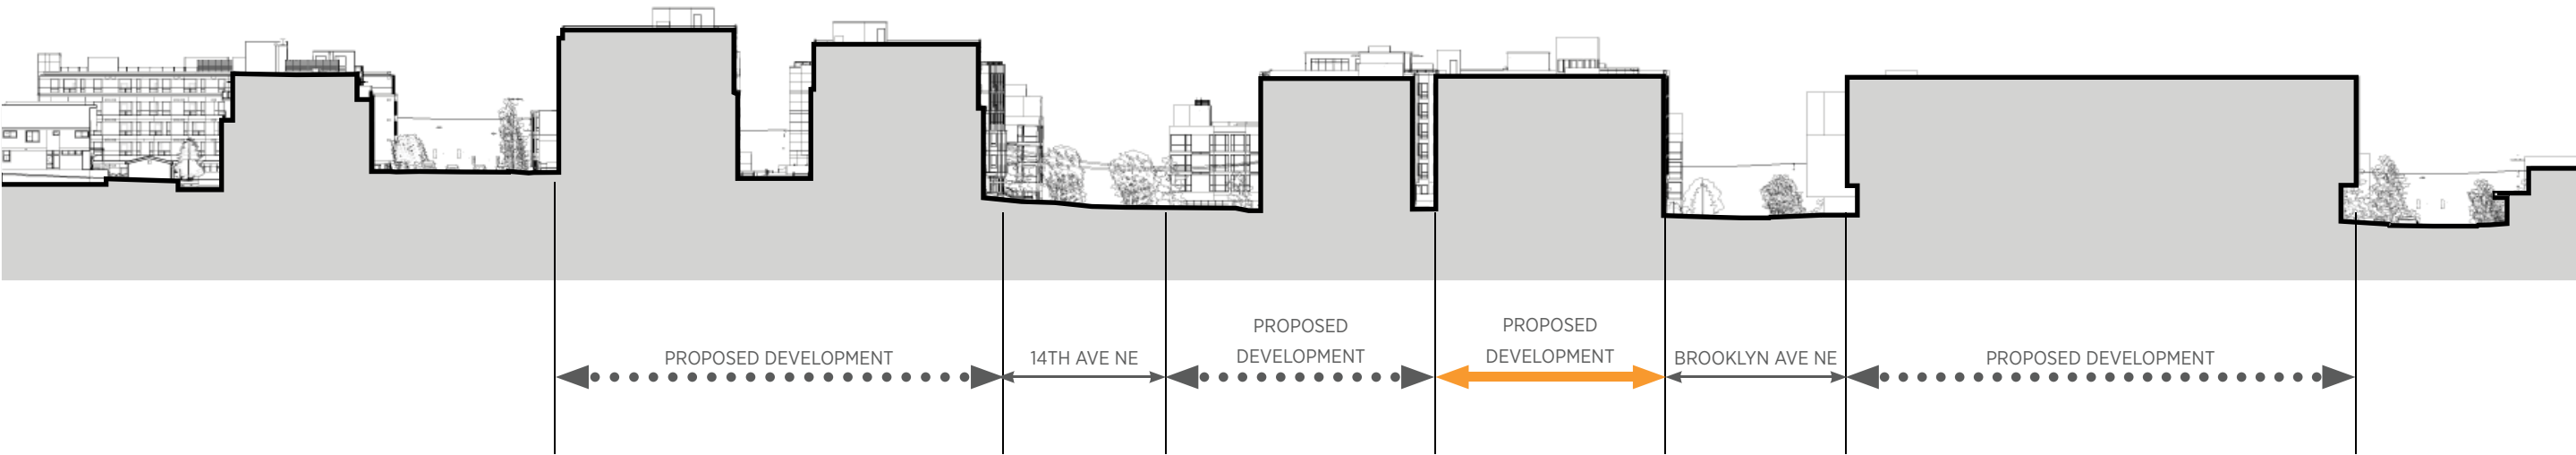 PROPOSED DEVELOPMENT
14TH AVE NE
PROPOSED
DEVELOPMENT
PROPOSED
DEVELOPMENT
BROOKLYN AVE NE
PROPOSED DEVELOPMENT